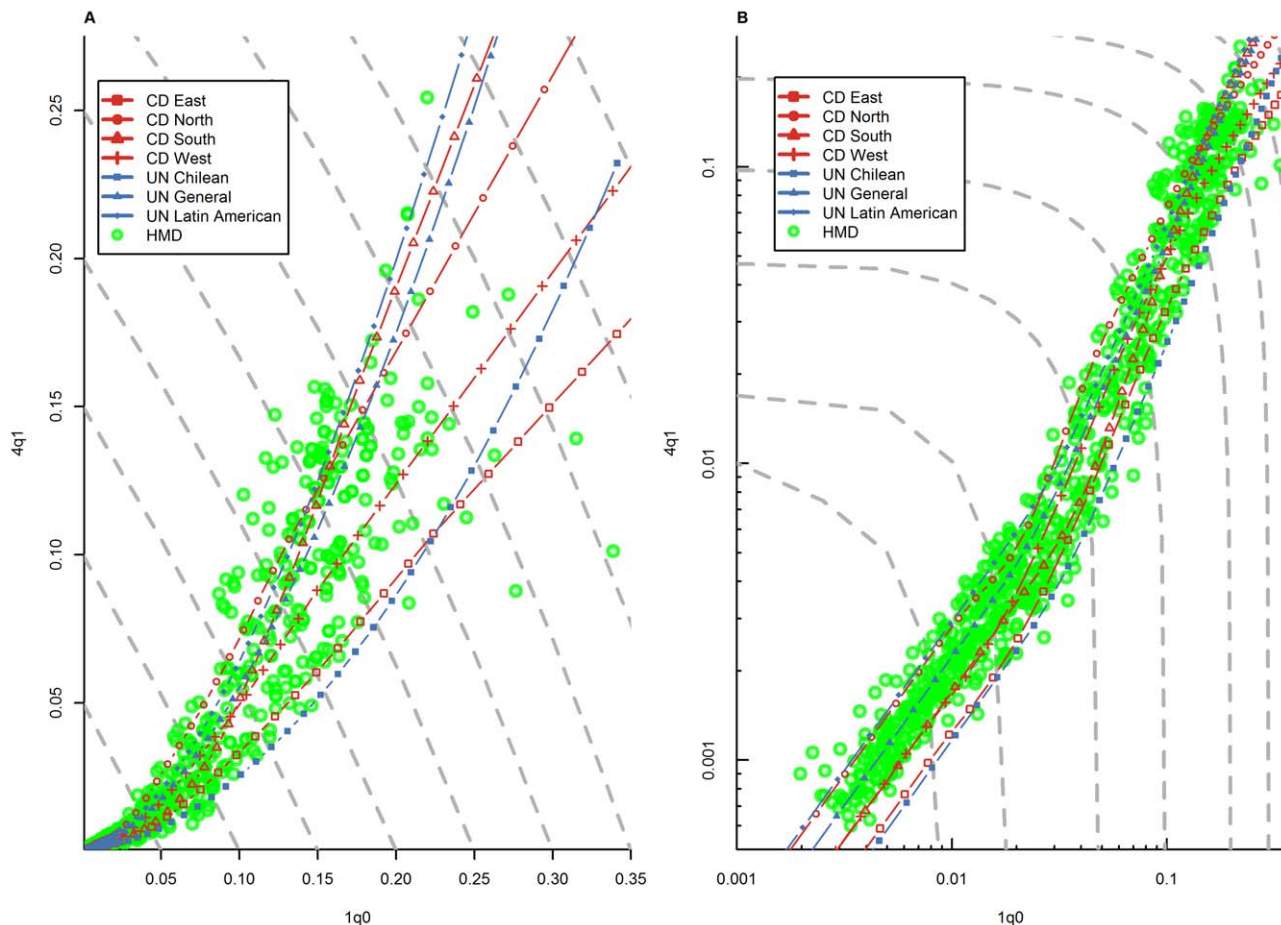 A
4q1
0.25
0.20
0.15
0.10
0.05
CD East
CD North
CD South
CD West
UN Chilean
UN General
UN Latin American
HMD
0.05
0.10
0.15
0.20
0.25
0.30
0.35
1q0
B
4q1
0.1
0.01
0.001
CD East
CD North
CD South
CD West
UN Chilean
UN General
UN Latin American
HMD
0.001
0.01
0.1
1q0